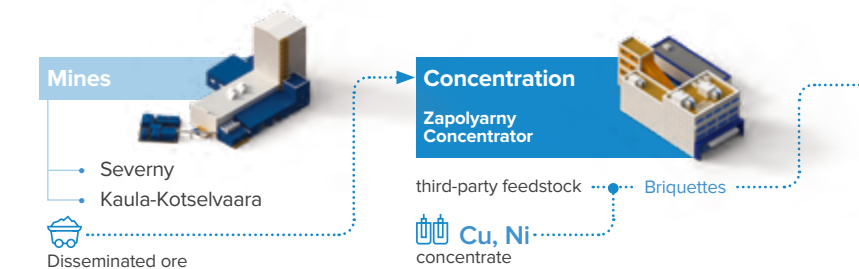 Mines
Severny
Kaula-Kotselvaara
Disseminated ore
Concentration
Zapolyarny
Concentrator
third-party feedstock
Briquettes
Cu, Ni
concentrate